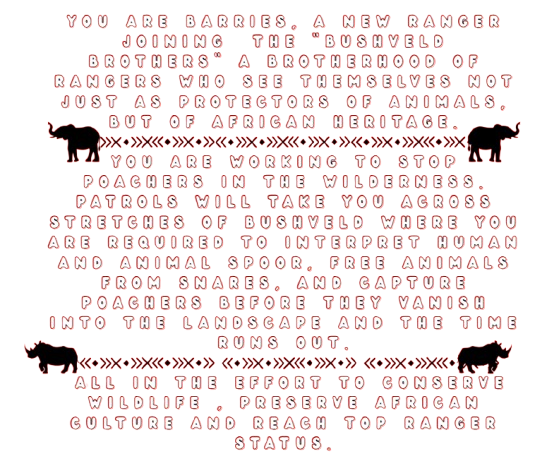 YOU ARE BARRIES, A NEW RANGER
JOINING THE "BUSHVELD
BROTHERS" A BROTHERHOOD OF
RANGERS WHO SEE THEMSELVES NOT
JUST AS PROTECTORS OF ANIMALS,
BUT OF AFRICAN HERITAGE.
YOU ARE WORKING TO STOP
POACHERS IN THE WILDERNESS.
PATROLS WILL TAKE YOU ACROSS
STRETCHES OF BUSHVELD WHERE YOU
ARE REQUIRED TO INTERPRET HUMAN
AND ANIMAL SPOOR, FREE ANIMALS
FROM SNARES, AND CAPTURE
POACHERS BEFORE THEY VANISH
INTO THE LANDSCAPE AND THE TIME
RUNS OUT.
ALL IN THE EFFORT TO CONSERVE
WILDLIFE , PRESERVE AFRICAN
CULTURE AND REACH TOP RANGER
STATUS.